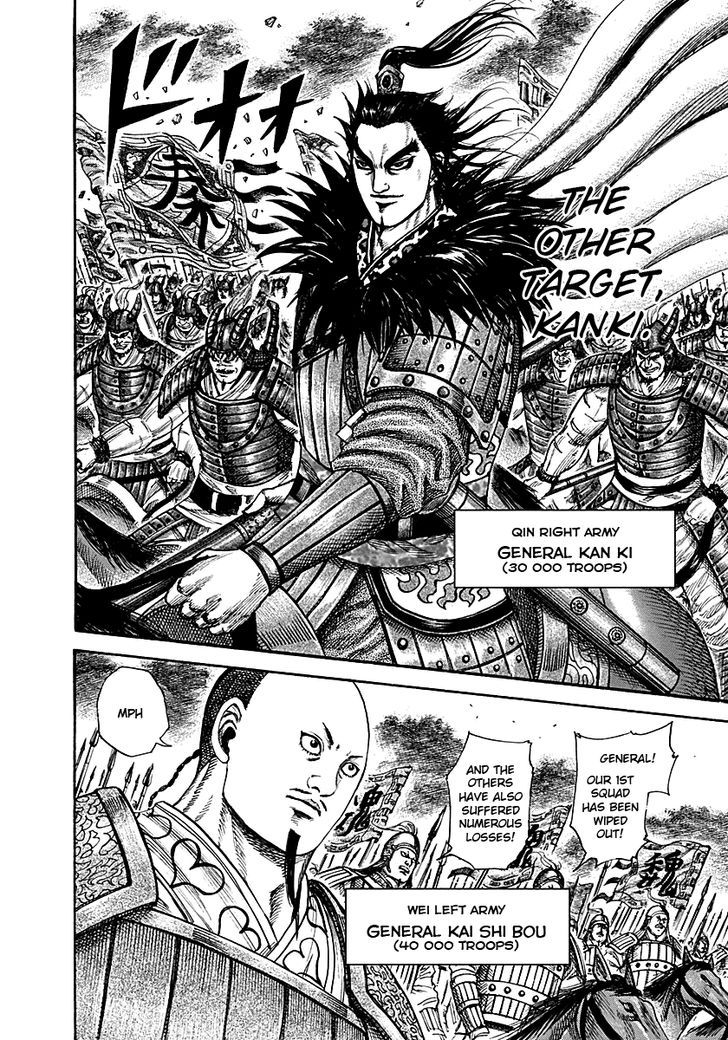 ドォォ
THE
OTHER
TARGET,
KANKI.
QIN RIGHT ARMY
GENERAL KAN KI
(30 000 TROOPS)
GENERAL!
OUR 1ST
SQUAD
HAS BEEN
WIPED
OUT!
AND THE
OTHERS
HAVE ALSO
SUFFERED
NUMEROUS
LOSSES!
MPH
WEI LEFT ARMY
GENERAL KAI SHI BOU
(40 000 TROOPS)